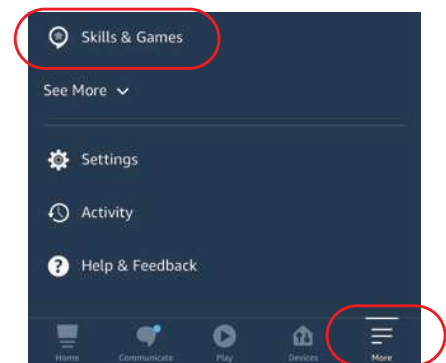 Skills & Games
See More
Settings
Activity
Help & Feedback
Home Communicate Play Devices More